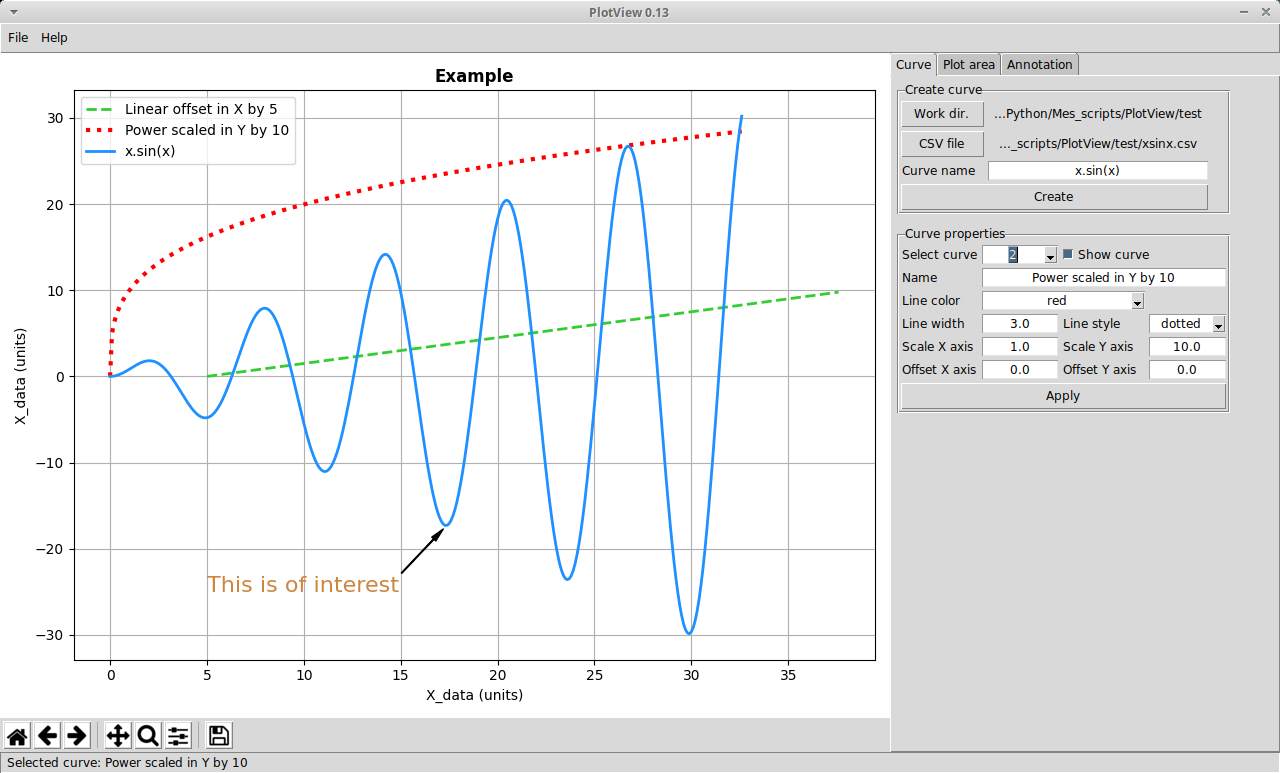 PlotView 0.13
File Help
Example
Linear offset in X by 5
Power scaled in Y by 10
x.sin(x)
30
20
10
0
−10
−20
−30
X_data (units)
This is of interest
0 5 10 15 20 25 30 35
X_data (units)
Curve Plot area Annotation
Create curve
Work dir. ...Python/Mes_scripts/PlotView/test
CSV file ..._scripts/PlotView/test/xsinx.csv
Curve name x.sin(x)
Create
Curve properties
Select curve 2 Show curve
Name Power scaled in Y by 10
Line color red
Line width 3.0 Line style dotted
Scale X axis 1.0 Scale Y axis 10.0
Offset X axis 0.0 Offset Y axis 0.0
Apply
Selected curve: Power scaled in Y by 10